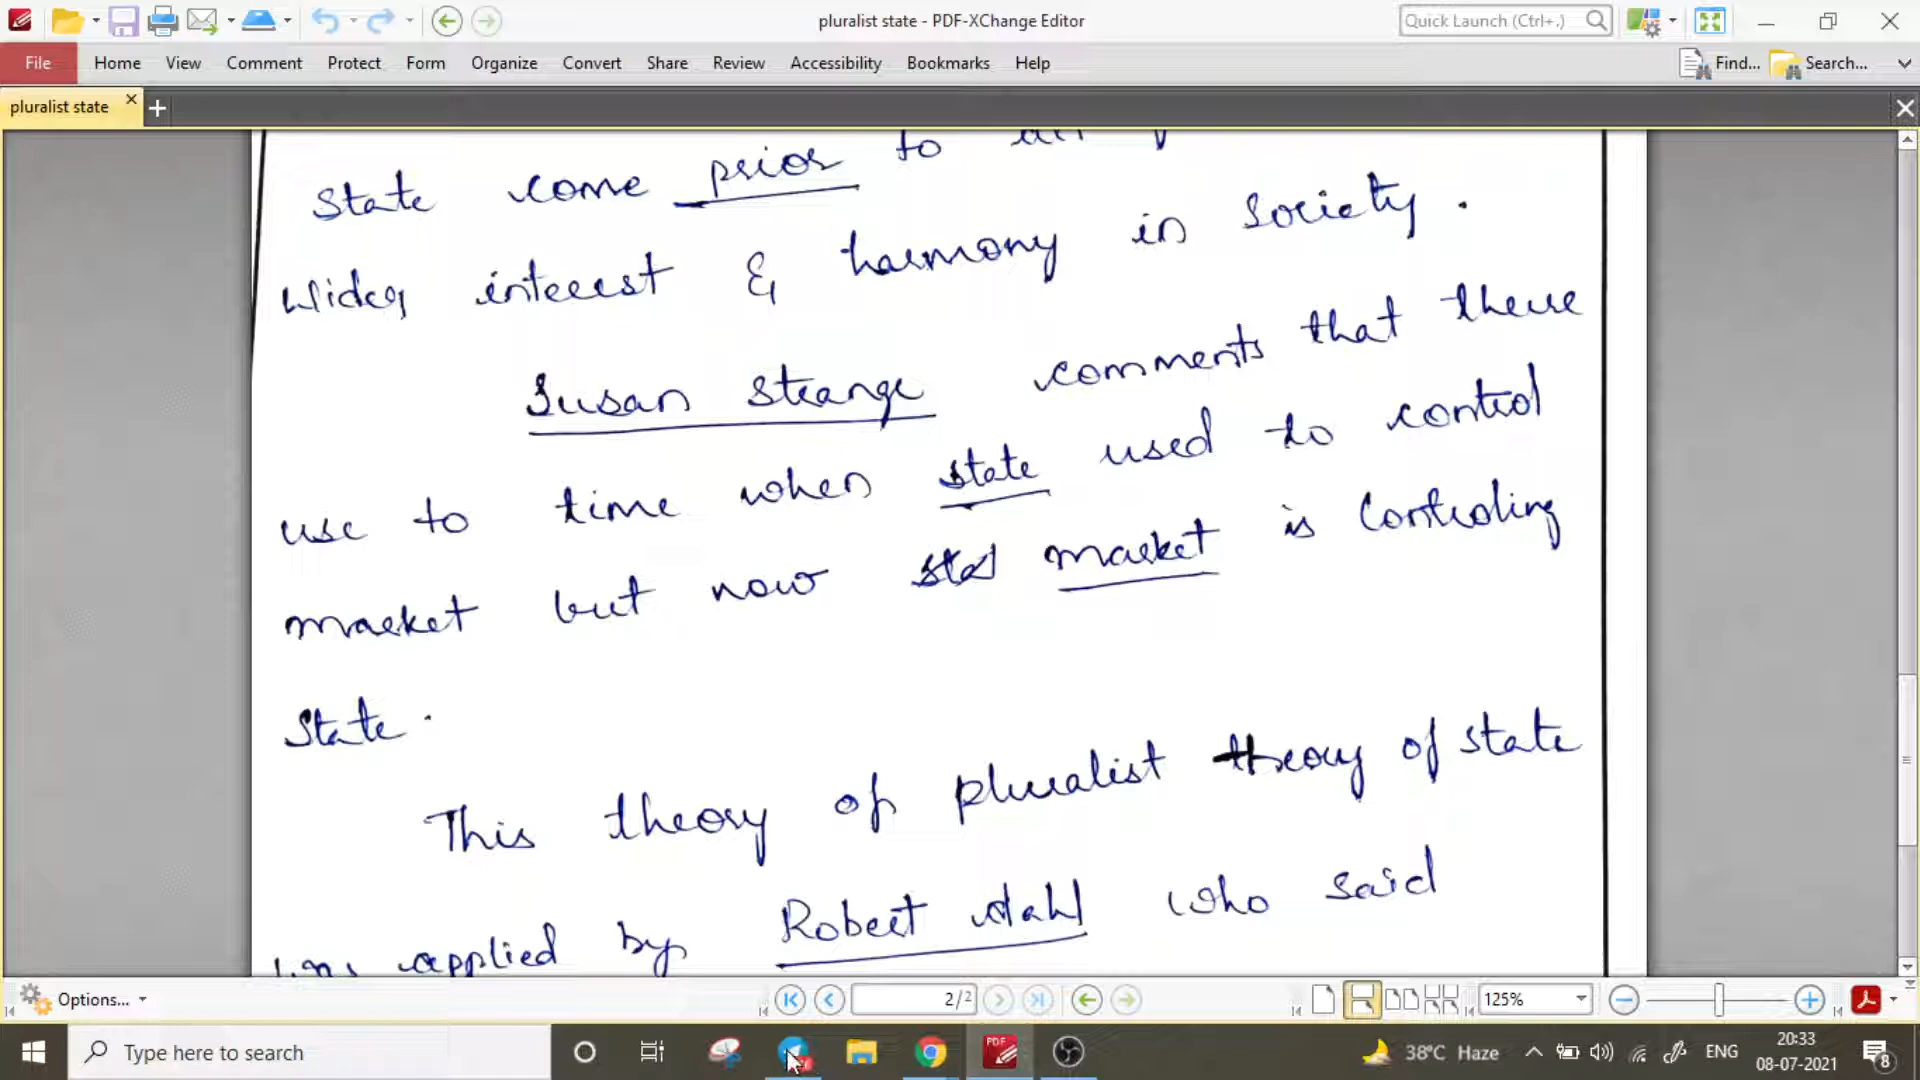 pluralist state - PDF-XChange Editor
Quick Launch (Ctrl+.)
File Home View Comment Protect Form Organize Convert Share Review Accessibility Bookmarks Help Find... Search...
pluralist state
State come prior to
wider interest & harmony in society.
Susan Strange comments that there
use to time when state used to control
market but now market is controling
State.
This theory of pluralist theory of state
applied by Robert dahl who said
Options... 2/2 125%
Type here to search
38°C Haze ENG 20:33
08-07-2021
8